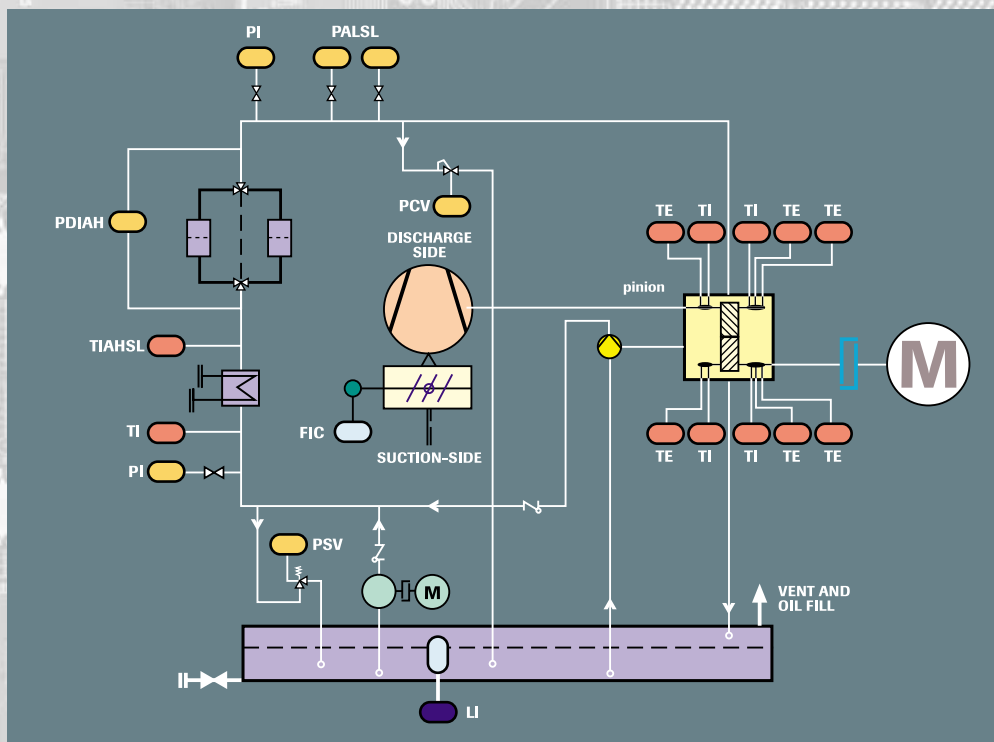 PI
PALSL
PCV
PDIAH
DISCHARGE
SIDE
TE
TI
TE
TE
pinion
TIAHSL
M
FIC
TI
SUCTION-SIDE
TE
TI
TI
TE
TE
PI
PSV
M
VENT AND
OIL FILL
LI